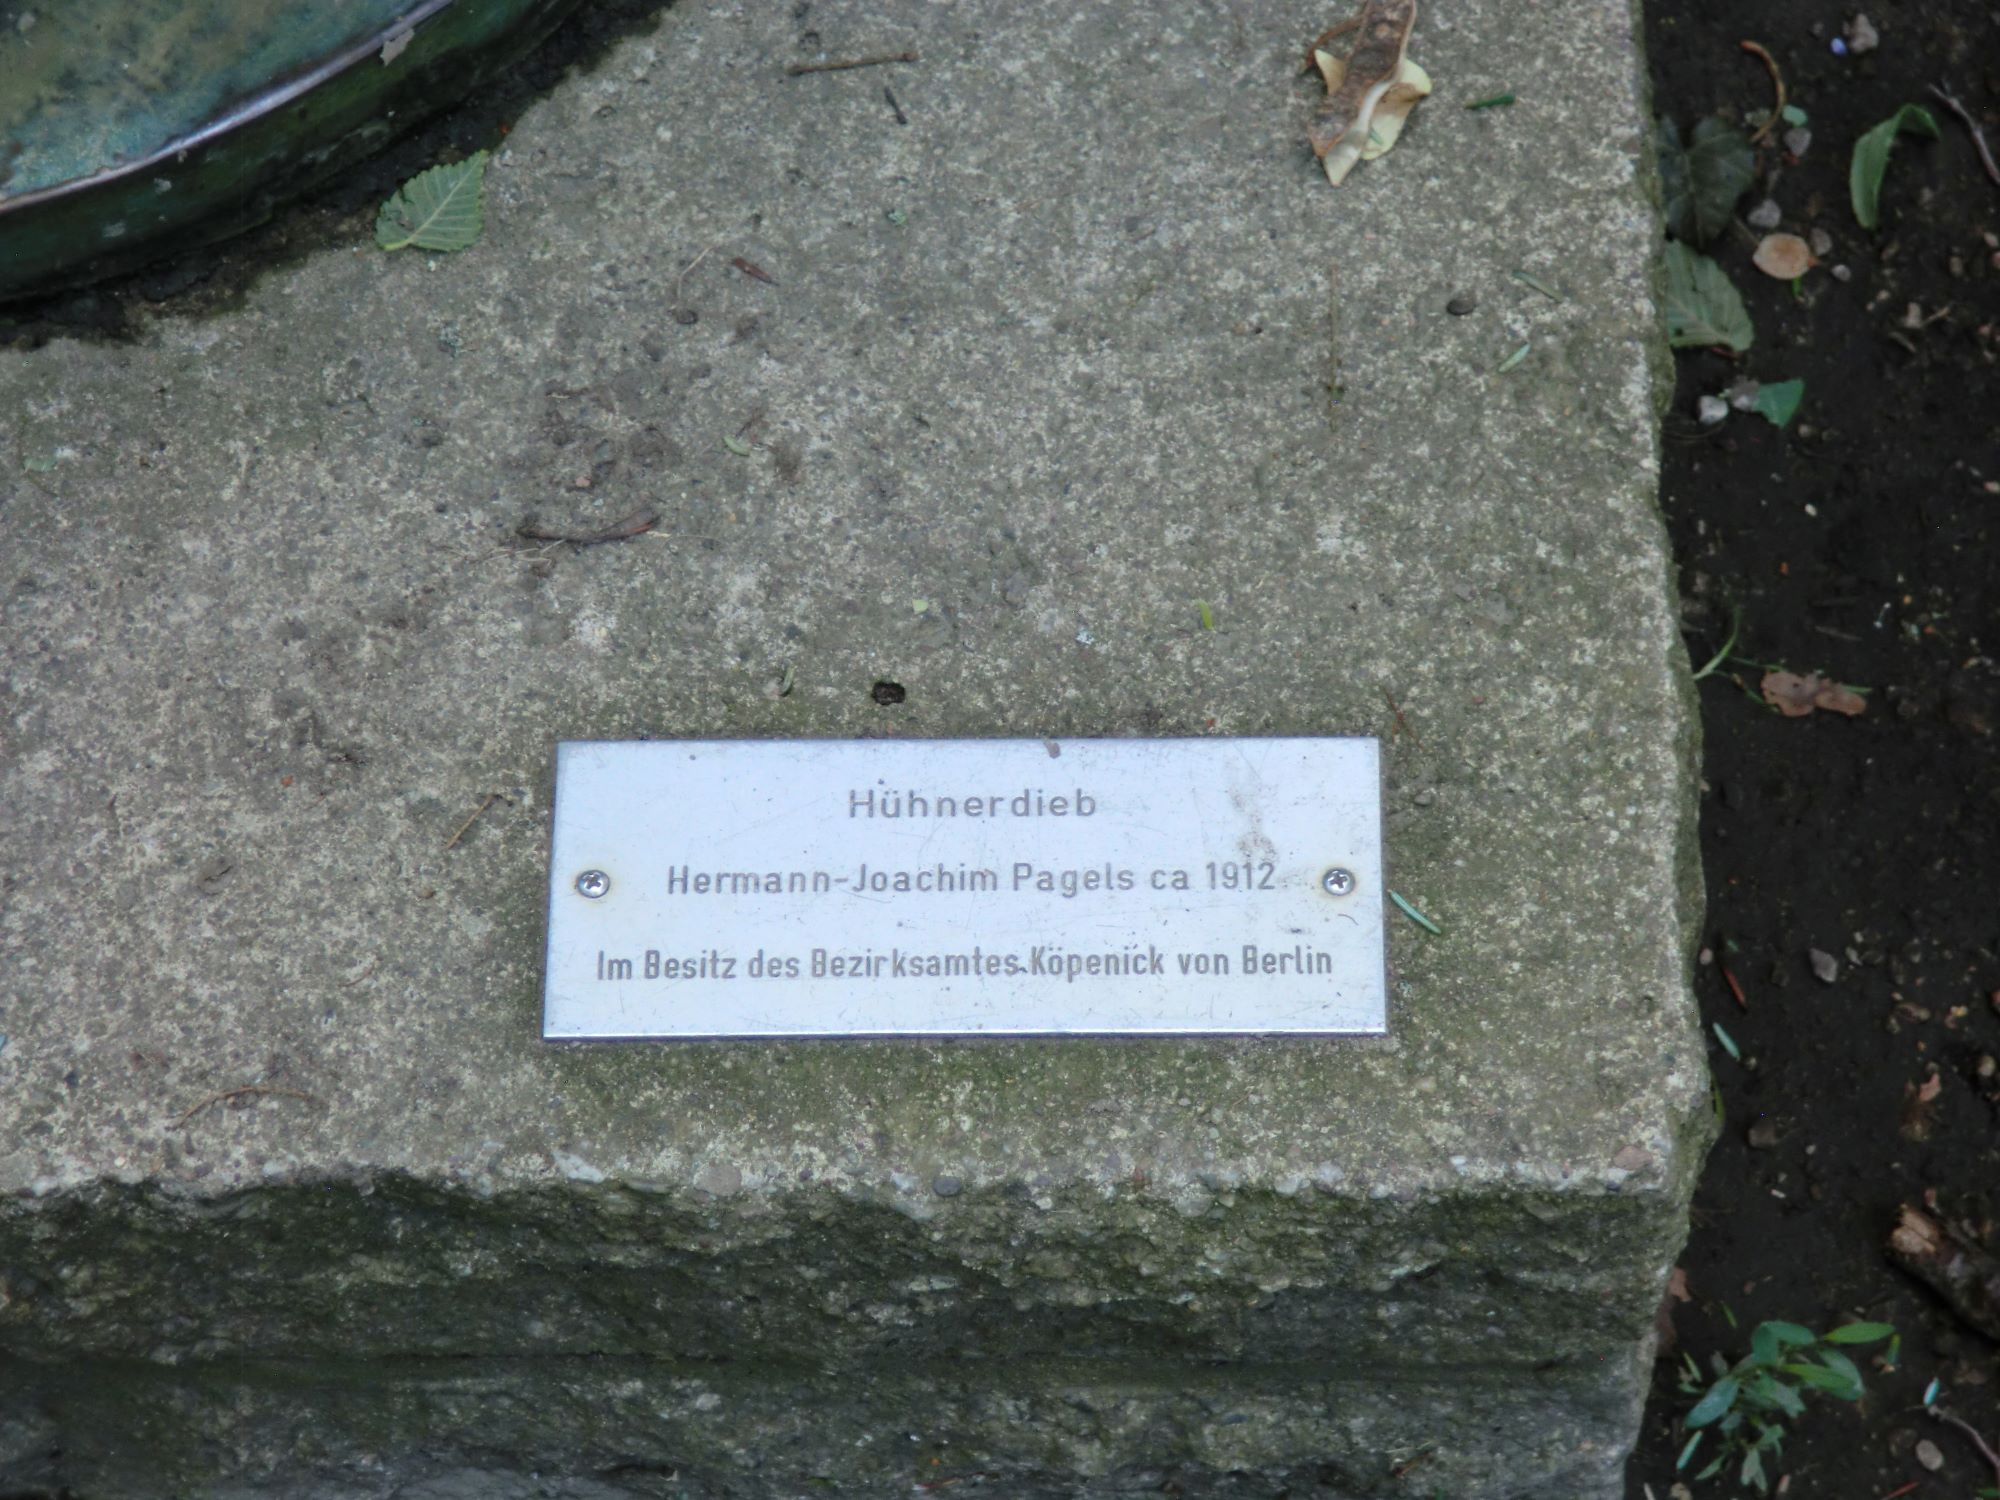 Hühnerdieb
Hermann-Joachim Pagels ca 1912
Im Besitz des Bezirksamtes Köpenick von Berlin